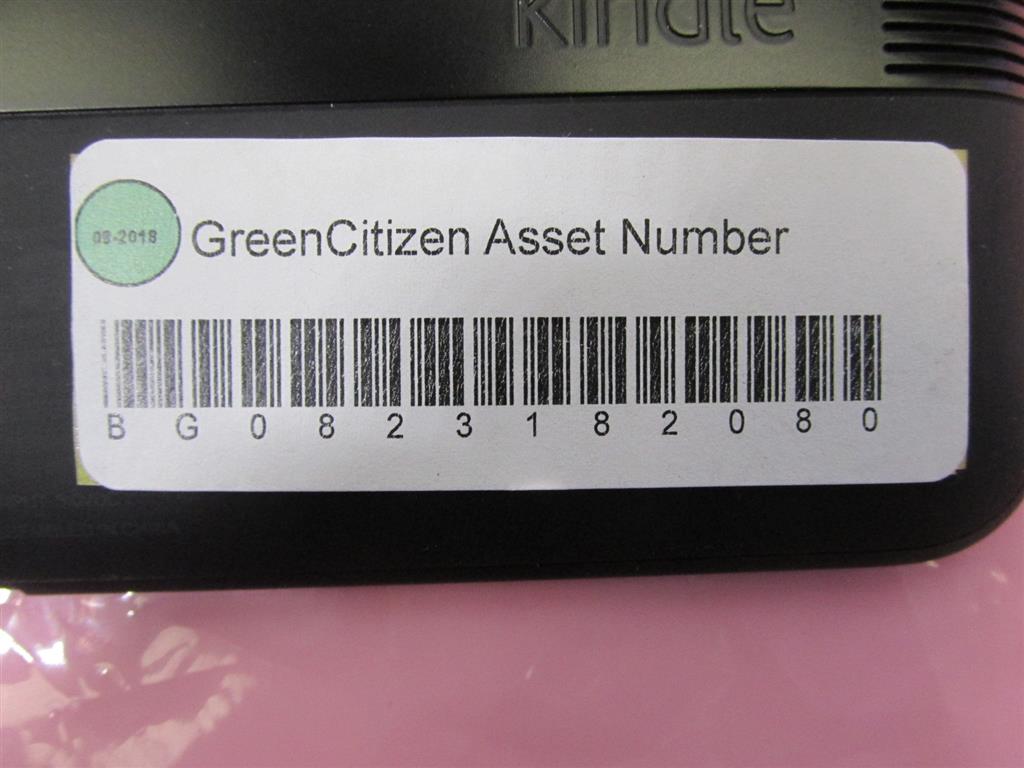 kindle
08-2018
GreenCitizen Asset Number
B G 0 8 2 3 1 8 2 0 8 0